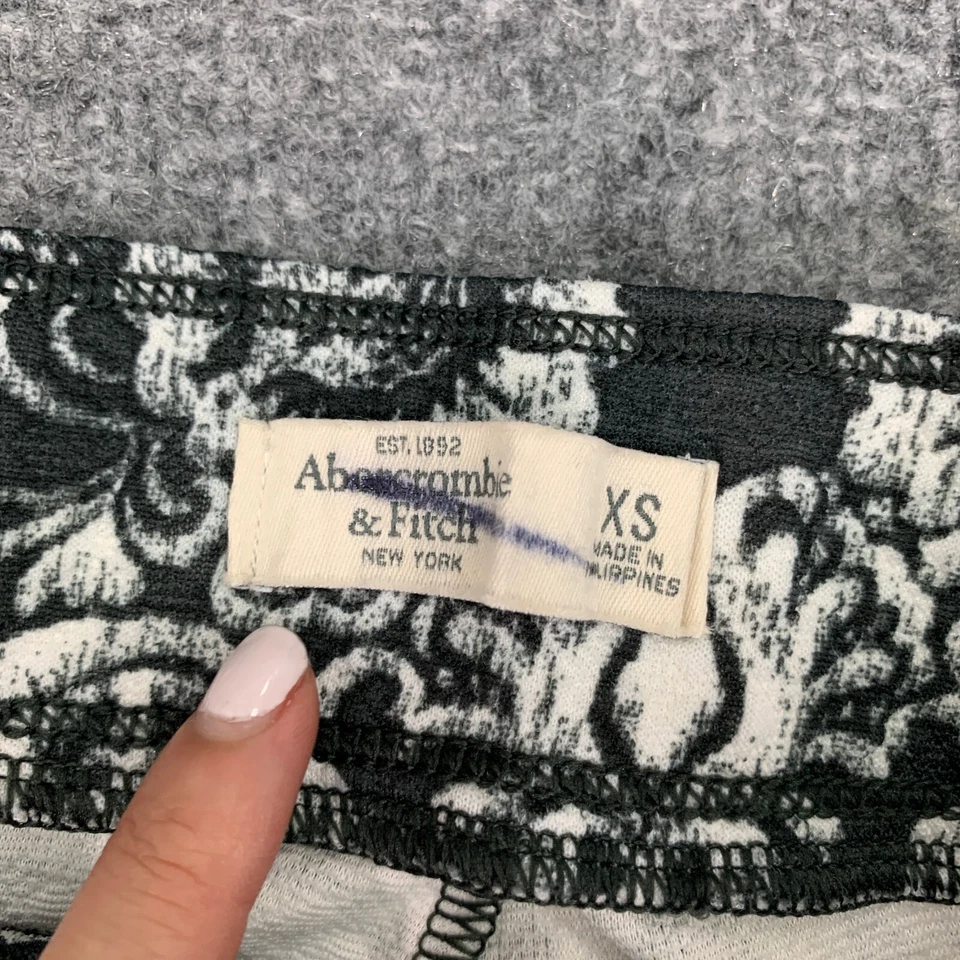 EST. 1892
Abercrombie
& Fitch
NEW YORK
XS
MADE IN
PHILIPPINES